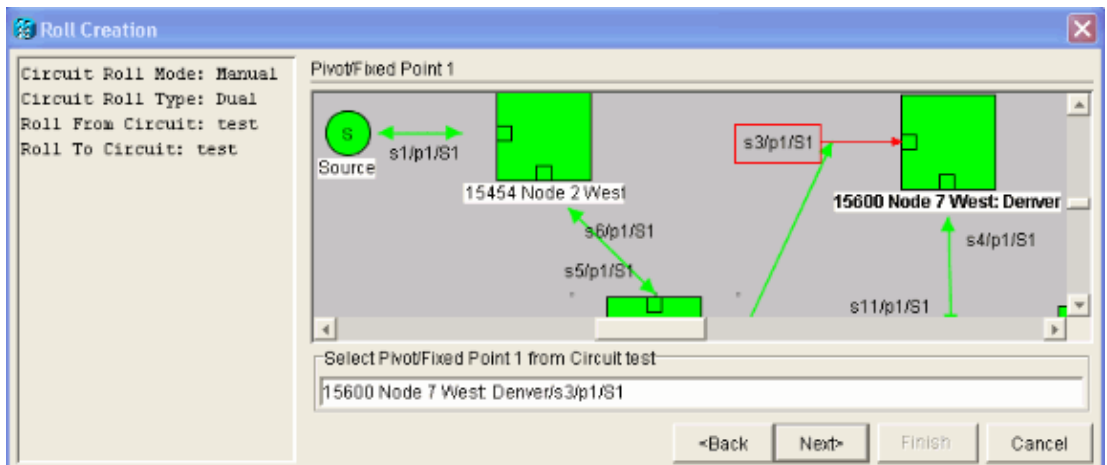 Roll Creation
Circuit Roll Mode: Manual
Circuit Roll Type: Dual
Roll From Circuit: test
Roll To Circuit: test
Pivot/Fixed Point 1
S
Source
s1/p1/S1
15454 Node 2 West
s3/p1/S1
15600 Node 7 West: Denver
s6/p1/S1
s4/p1/S1
s5/p1/S1
s11/p1/S1
Select Pivot/Fixed Point 1 from Circuit test
15600 Node 7 West: Denver/s3/p1/S1
<Back
Next>
Finish
Cancel